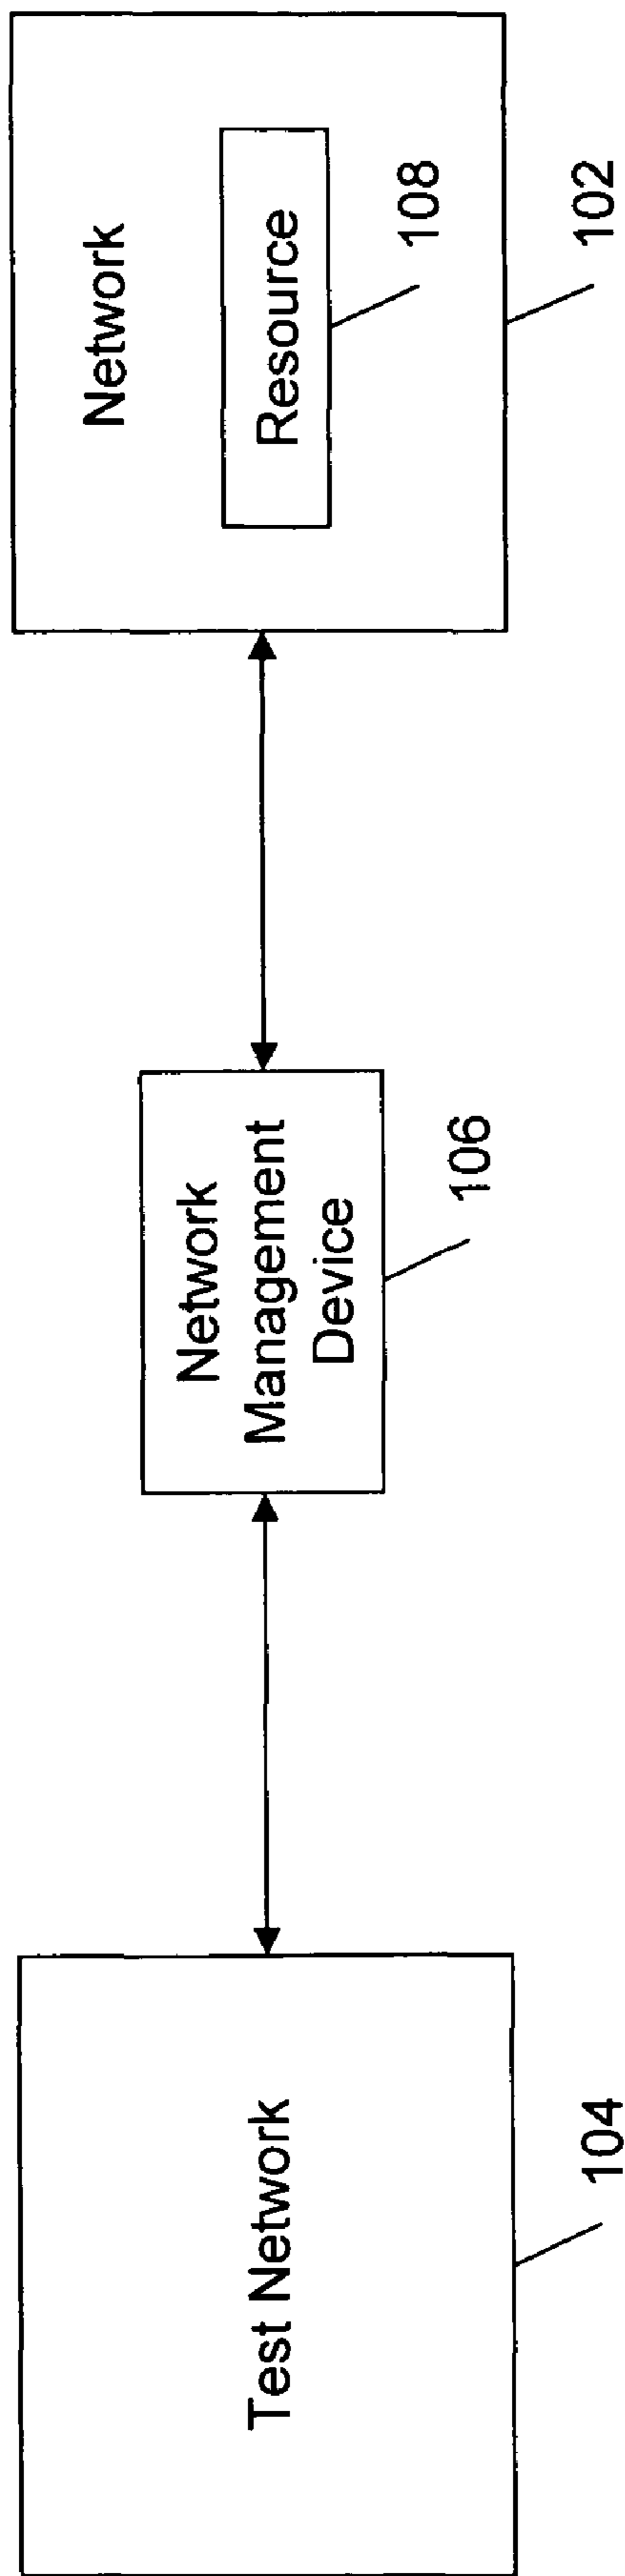 Test Network
104
Network
Management
Device
106
Network
Resource
108
102